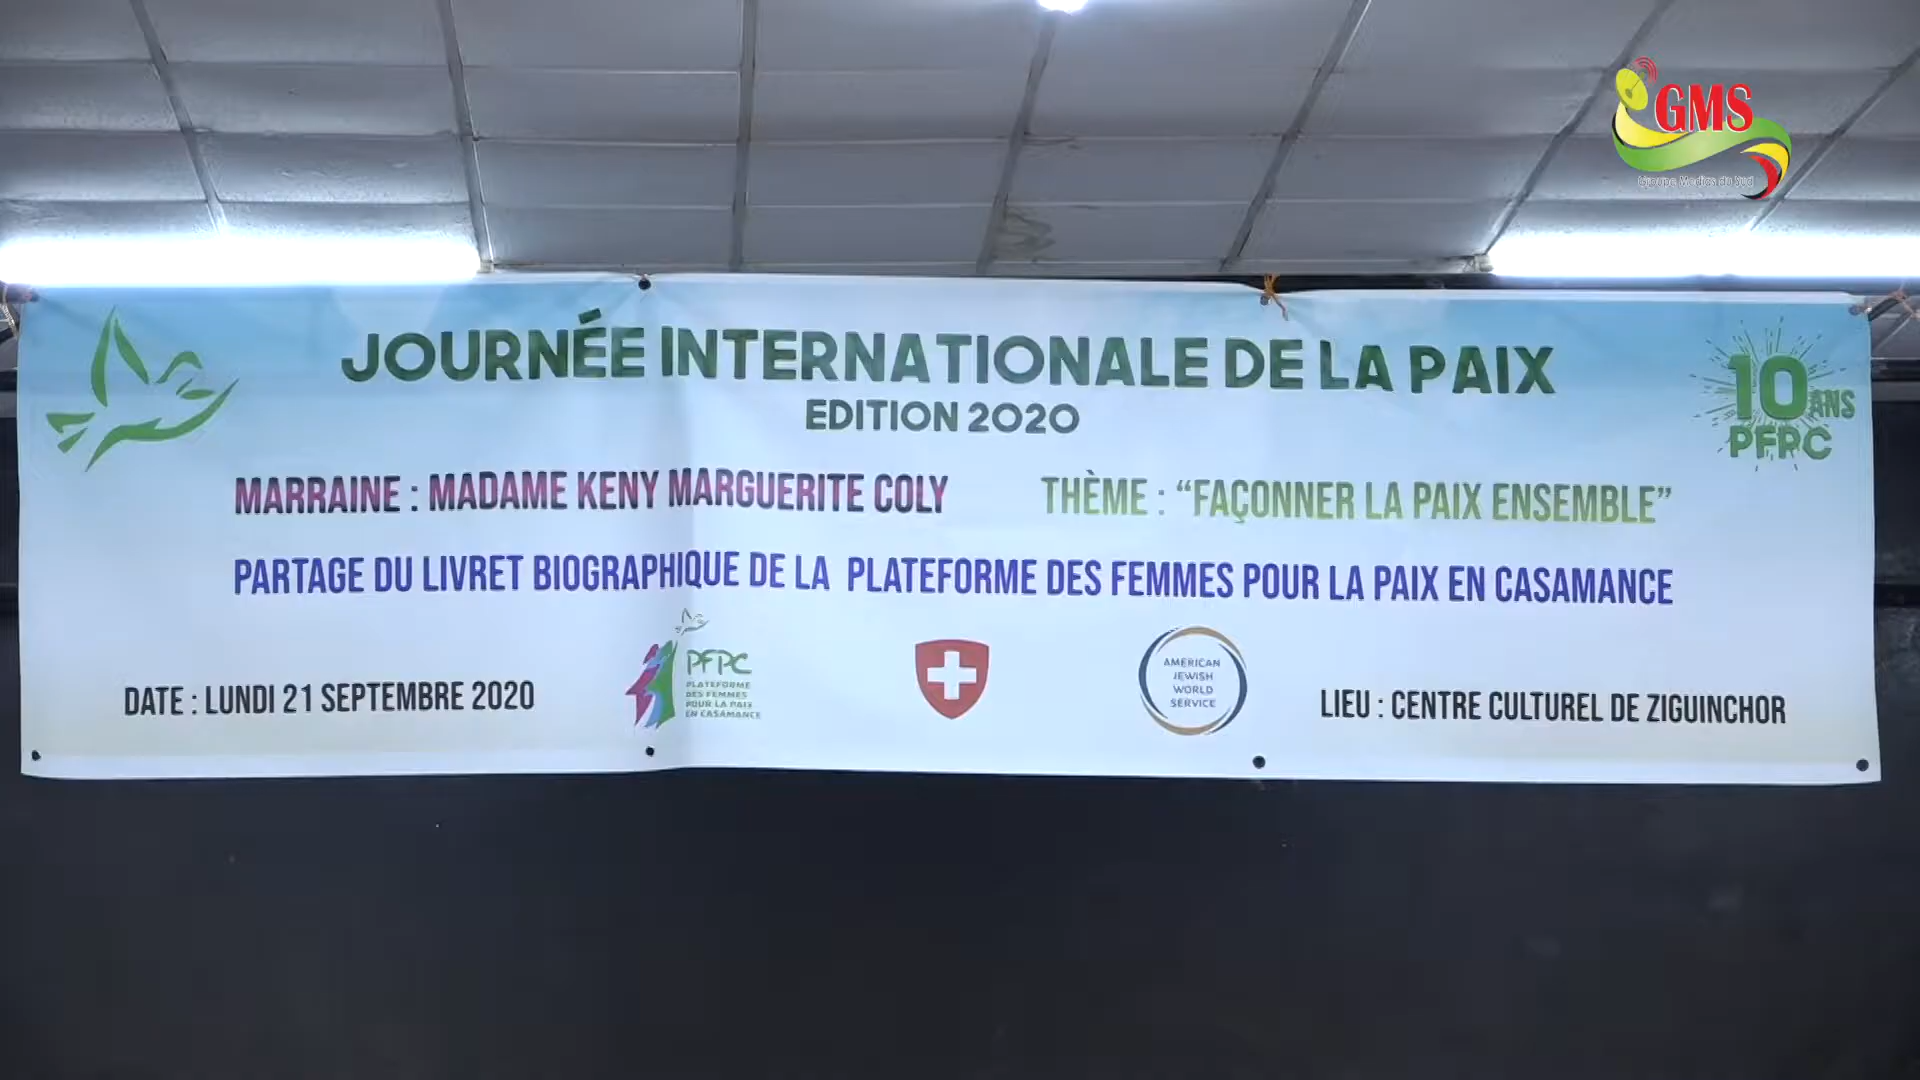 GMS
Groupe Medias du Sud
JOURNÉE INTERNATIONALE DE LA PAIX
EDITION 2020
10 ANS
PFPC
MARRAINE : MADAME KENY MARGUERITE COLY
THÈME : “FAÇONNER LA PAIX ENSEMBLE”
PARTAGE DU LIVRET BIOGRAPHIQUE DE LA PLATEFORME DES FEMMES POUR LA PAIX EN CASAMANCE
DATE : LUNDI 21 SEPTEMBRE 2020
PFPC
PLATEFORME
DES FEMMES
POUR LA PAIX
EN CASAMANCE
AMERICAN
JEWISH
WORLD
SERVICE
LIEU : CENTRE CULTUREL DE ZIGUINCHOR